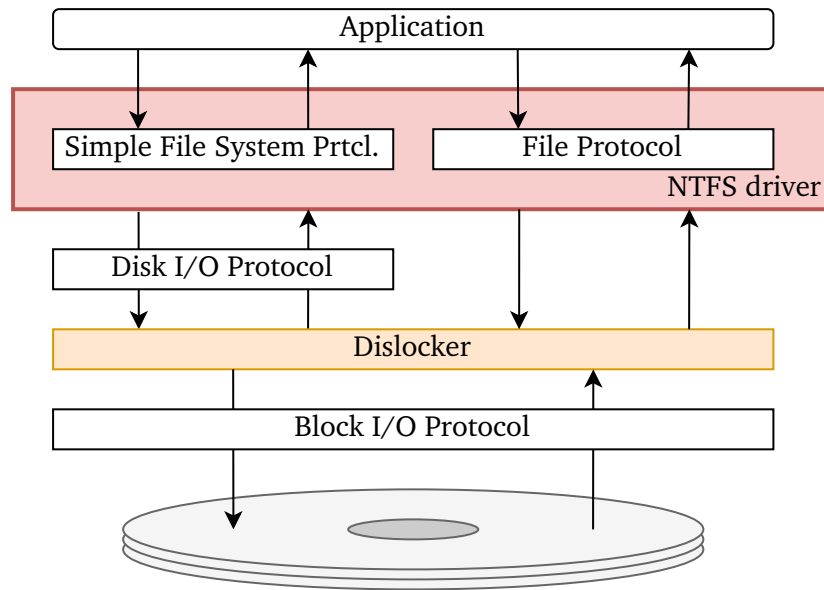 Application
Simple File System Prtcl.
File Protocol
NTFS driver
Disk I/O Protocol
Dislocker
Block I/O Protocol